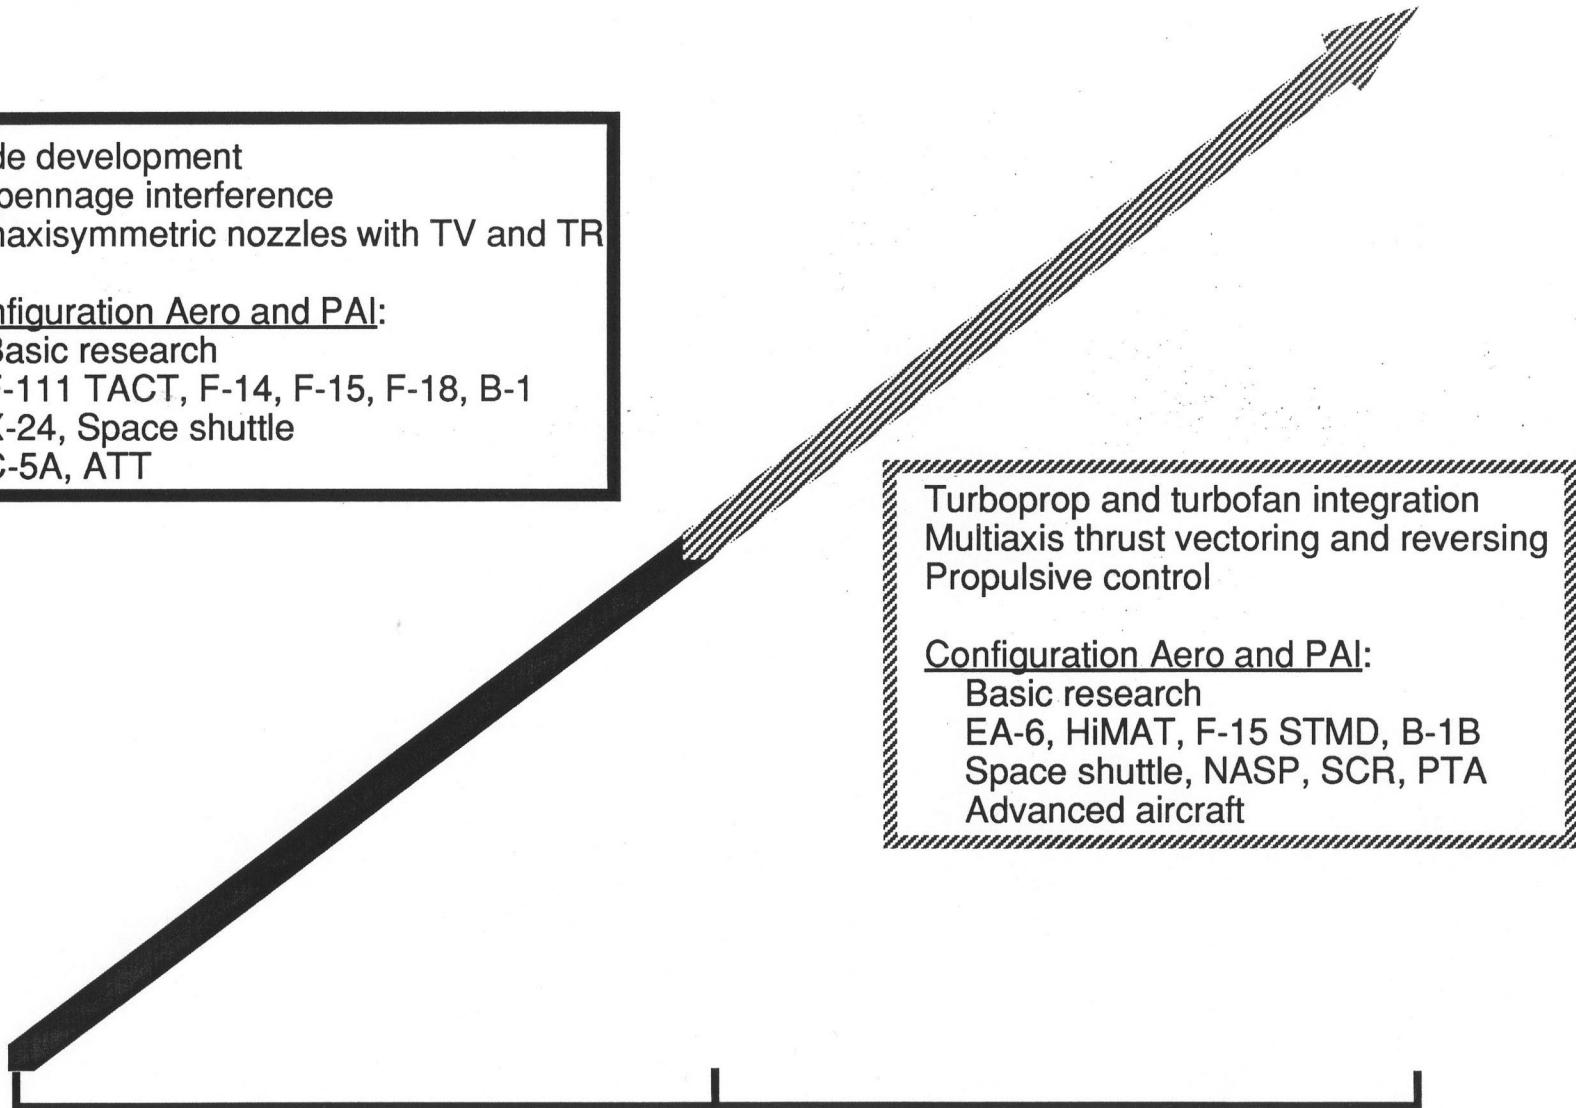 de development
pennage interference
naxisymmetric nozzles with TV and TR
nfiguration Aero and PAI:
Basic research
F-111 TACT, F-14, F-15, F-18, B-1
X-24, Space shuttle
C-5A, ATT
Turboprop and turbofan integration
Multiaxis thrust vectoring and reversing
Propulsive control
Configuration Aero and PAI:
Basic research
EA-6, HiMAT, F-15 STMD, B-1B
Space shuttle, NASP, SCR, PTA
Advanced aircraft